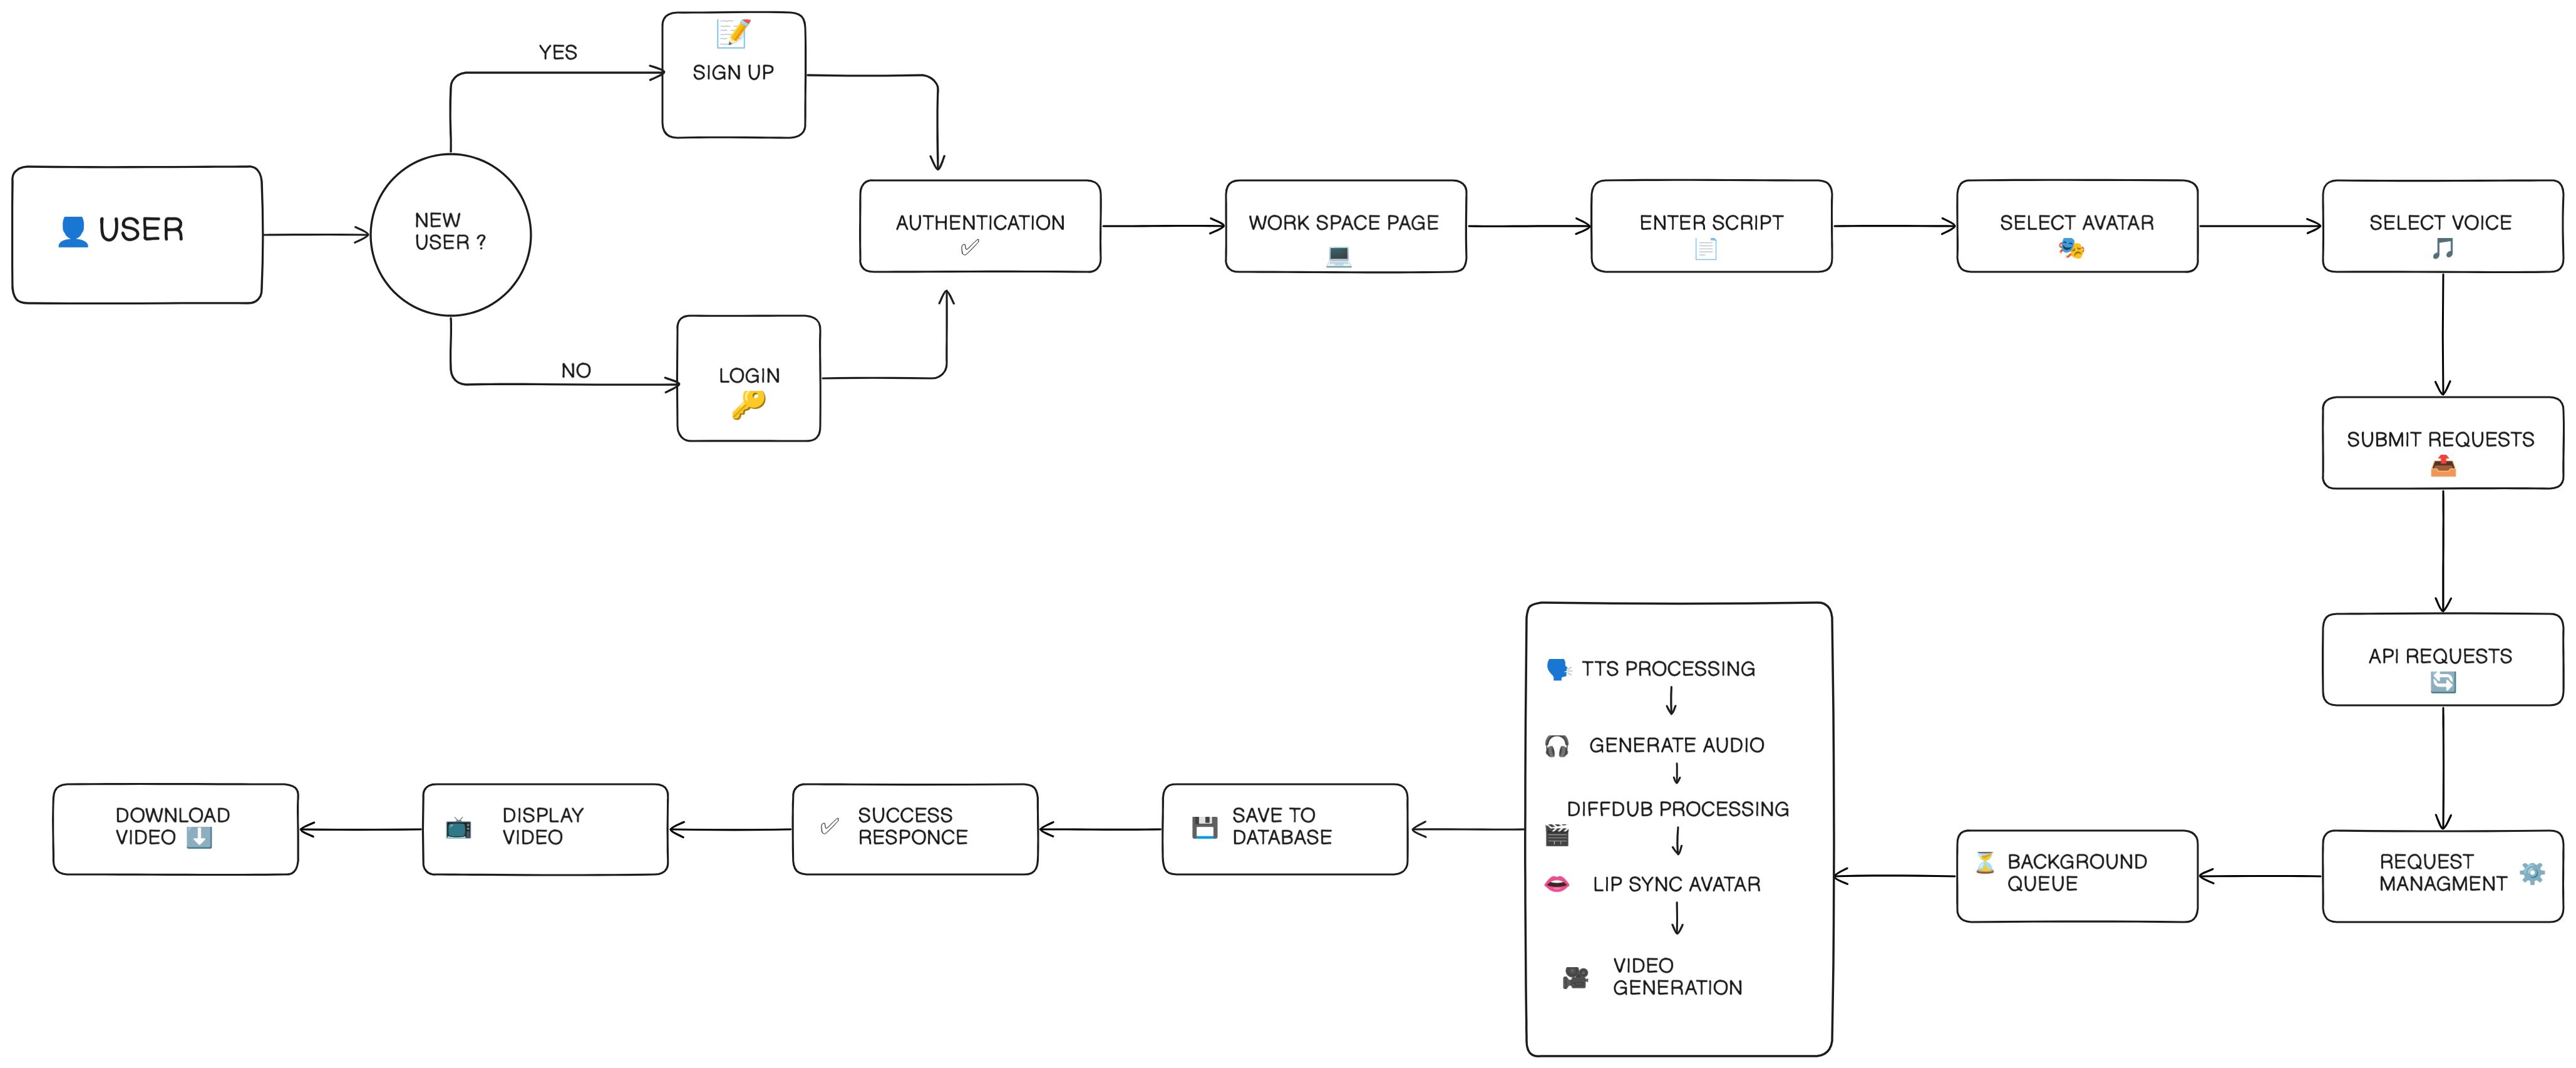 USER
NEW
USER ?
YES
SIGN UP
NO
LOGIN
AUTHENTICATION
WORK SPACE PAGE
ENTER SCRIPT
SELECT AVATAR
SELECT VOICE
SUBMIT REQUESTS
API REQUESTS
REQUEST
MANAGMENT
BACKGROUND
QUEUE
TTS PROCESSING
GENERATE AUDIO
DIFFDUB PROCESSING
LIP SYNC AVATAR
VIDEO
GENERATION
SAVE TO
DATABASE
SUCCESS
RESPONCE
DISPLAY
VIDEO
DOWNLOAD
VIDEO